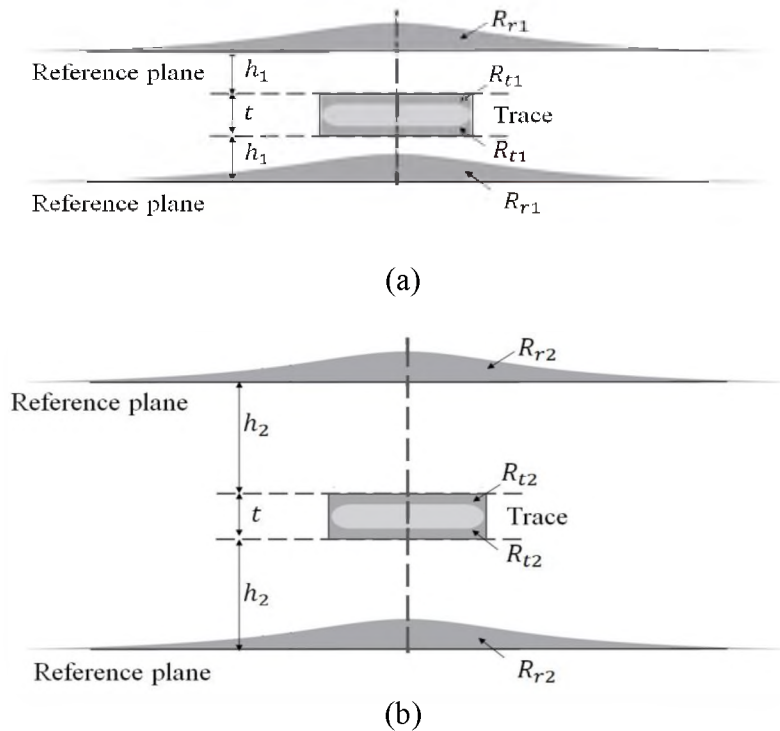 R_{r1}
Reference plane
h_1
R_{t1}
t
Trace
h_1
R_{t1}
Reference plane
R_{r1}
(a)
R_{r2}
Reference plane
h_2
R_{t2}
t
Trace
R_{t2}
h_2
R_{r2}
Reference plane
(b)